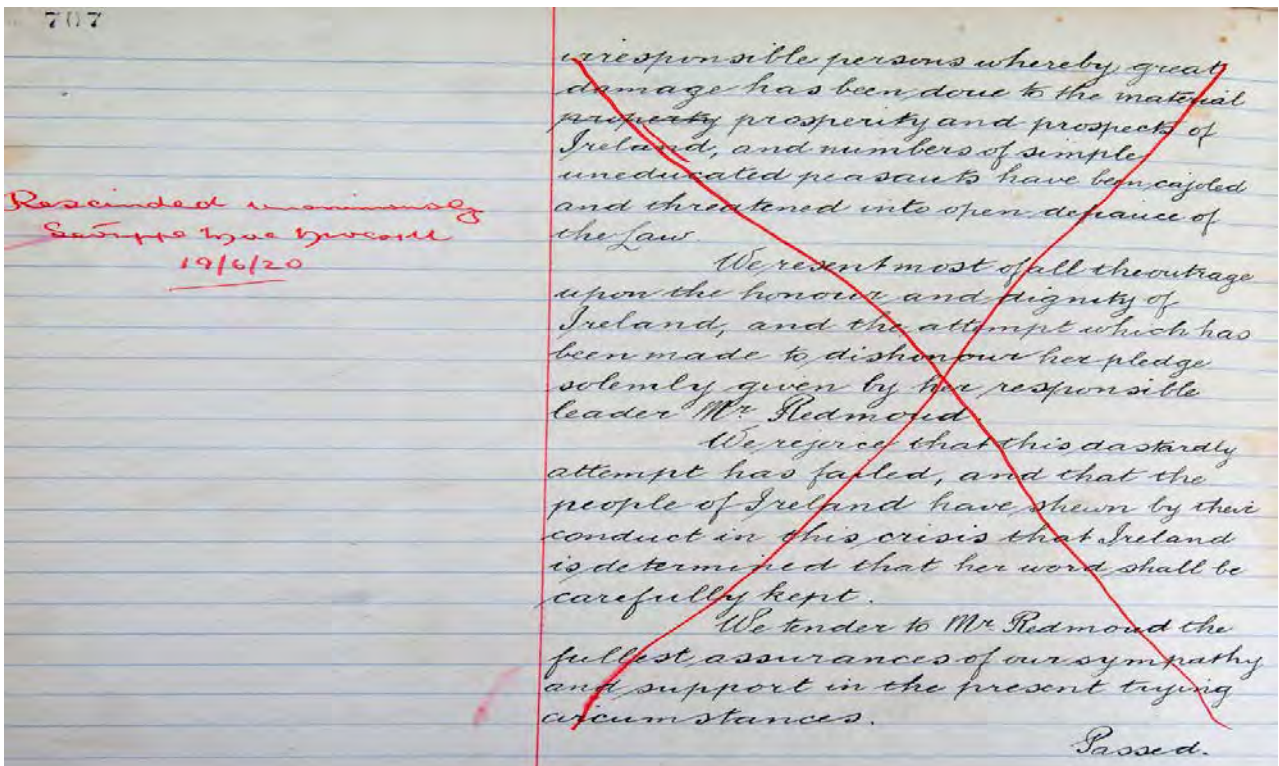 707
irresponsible persons whereby great
damage has been done to the material
property prosperity and prospects of
Ireland, and numbers of simple
uneducated peasants have been cajoled
and threatened into open defiance of
the Law.
We resent most of all the outrage
upon the honour and dignity of
Ireland, and the attempt which has
been made to dishonour her pledge
solemly given by her responsible
leader Mr. Redmond.
We rejoice that this dastardly
attempt has failed, and that the
people of Ireland have shewn by their
conduct in this crisis that Ireland
is determined that her word shall be
carefully kept.
We tender to Mr. Redmond the
fullest assurances of our sympathy
and support in the present trying
circumstances.
Passed.
Rescinded unanimously
19/6/20